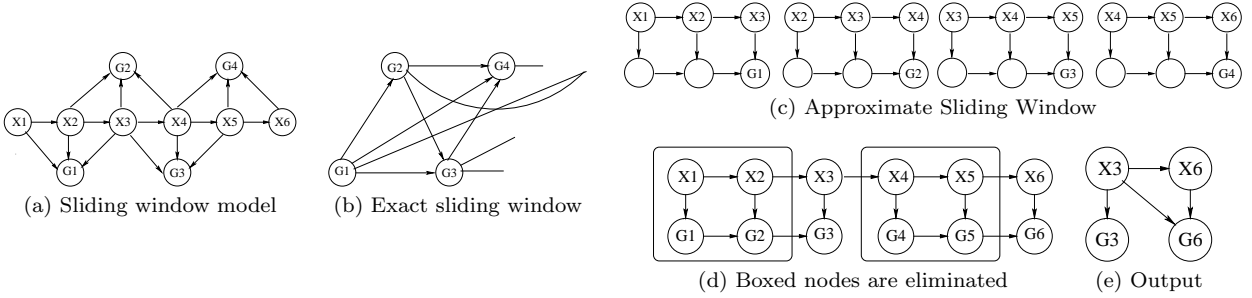 G2 G4
X1 X2 X3 X4 X5 X6
G1 G3
(a) Sliding window model
G2 G4
G1 G3
(b) Exact sliding window
X1 X2 X3 X2 X3 G4 X3 X4 X5 X4 X5 X6
G1 G2 G3 G4
(c) Approximate Sliding Window
X1 X2 X3 X4 X5 X6
G1 G2 G3 G4 G5 G6
(d) Boxed nodes are eliminated
X3 X6
G3 G6
(e) Output